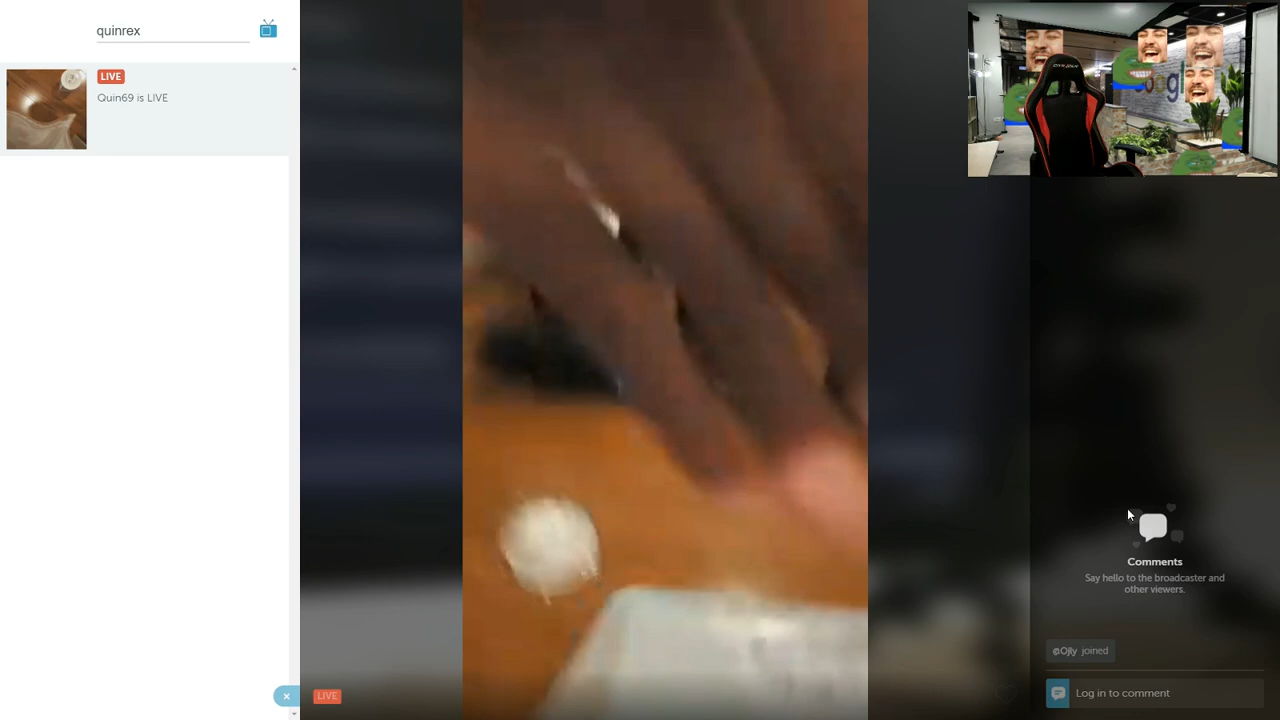 quinrex
LIVE
Quin69 is LIVE
LIVE
Comments
Say hello to the broadcaster and
other viewers.
@Ojly joined
Log in to comment